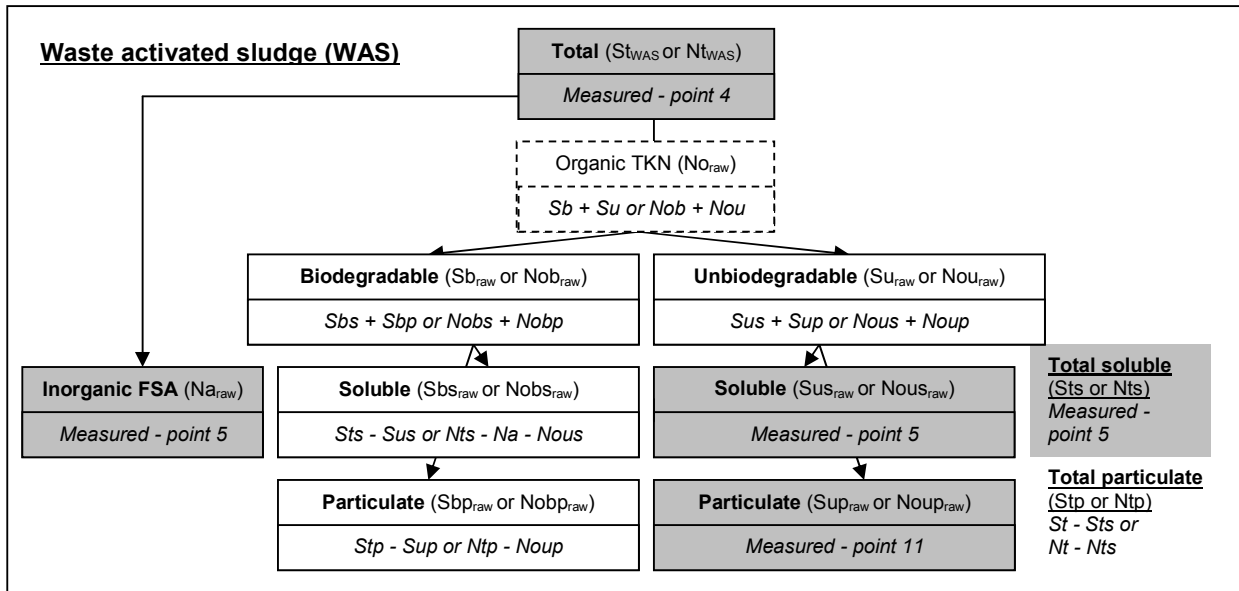 Waste activated sludge (WAS)
Total (StWAS or NtWAS)
Measured - point 4
Organic TKN (Noraw)
Sb + Su or Nob + Nou
Biodegradable (Sbraw or Nobraw)
Sbs + Sbp or Nobs + Nobp
Unbiodegradable (Suraw or Nouraw)
Sus + Sup or Nous + Noup
Inorganic FSA (Naraw)
Measured - point 5
Soluble (Sbsraw or Nobsraw)
Sts - Sus or Nts - Na - Nous
Soluble (Susraw or Nousraw)
Measured - point 5
Total soluble
(Sts or Nts)
Measured -
point 5
Particulate (Sbpraw or Nobpraw)
Stp - Sup or Ntp - Noup
Particulate (Supraw or Noupraw)
Measured - point 11
Total particulate
(Stp or Ntp)
St - Sts or
Nt - Nts